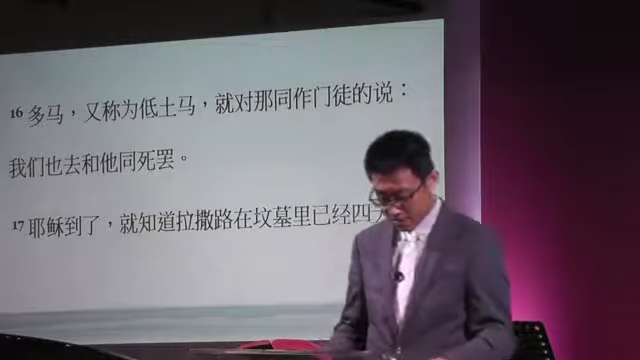 16 多马，又称为低土马，就对那同作门徒的说：
我们也去和他同死罢。
17 耶稣到了，就知道拉撒路在坟墓里已经四